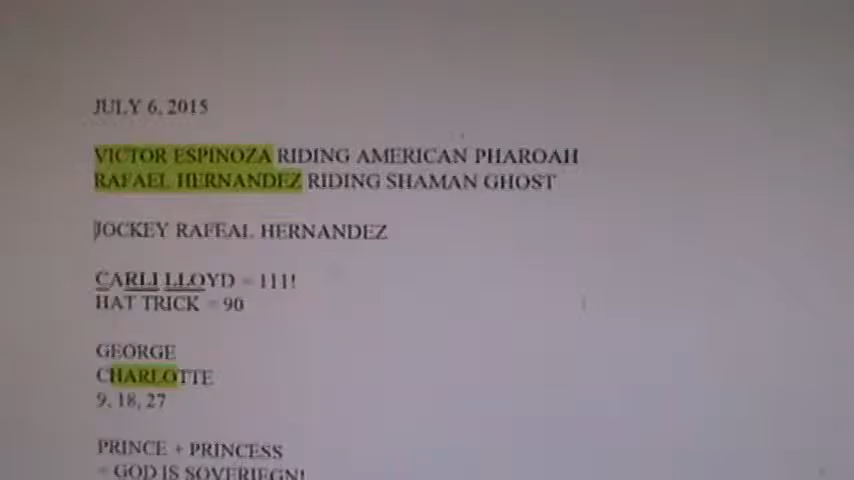 JULY 6, 2015
VICTOR ESPINOZA RIDING AMERICAN PHAROAH
RAFAEL HERNANDEZ RIDING SHAMAN GHOST
JOCKEY RAFEAL HERNANDEZ
CARLI LLOYD = 111!
HAT TRICK = 90
GEORGE
CHARLOTTE
9, 18, 27
PRINCE + PRINCESS
= GOD IS SOVERIEGN!